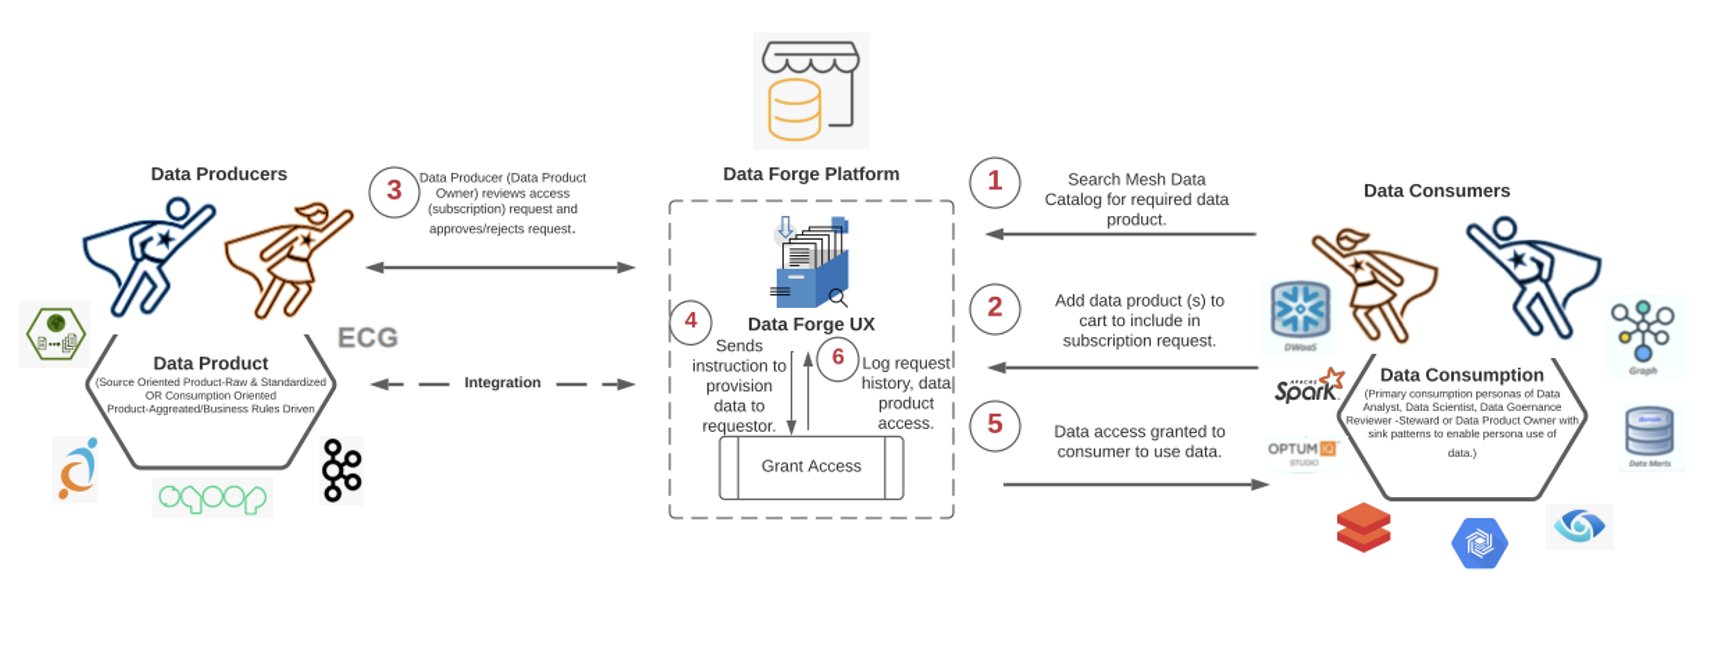 Data Producers
3
Data Producer (Data Product
Owner) reviews access
(subscription) request and
approves/rejects request.
ECG
Data Product
(Source Oriented Product-Raw & Standardized
OR Consumption Oriented
Product-Aggreated/Business Rules Driven
Integration
sqoop
Data Forge Platform
Data Forge UX
4
Sends
instruction to
provision
data to
requestor.
6
Log request
history, data
product
access.
Grant Access
1
Search Mesh Data
Catalog for required data
product.
2
Add data product (s) to
cart to include in
subscription request.
5
Data access granted to
consumer to use data.
Data Consumers
DWaaS
Graph
APACHE
Spark
OPTUM IQ
STUDIO
Data Consumption
(Primary consumption personas of Data
Analyst, Data Scientist, Data Goernance
Reviewer -Steward or Data Product Owner with
sink patterns to enable persona use of
data.)
Data Marts